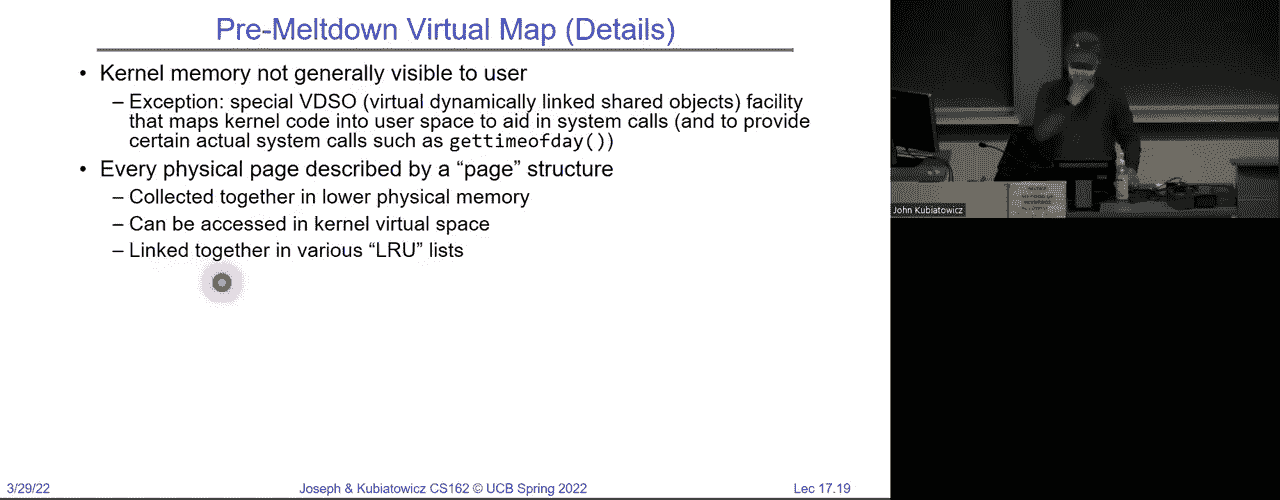 Pre-Meltdown Virtual Map (Details)
• Kernel memory not generally visible to user
– Exception: special VDSO (virtual dynamically linked shared objects) facility
that maps kernel code into user space to aid in system calls (and to provide
certain actual system calls such as gettimeofday())
• Every physical page described by a “page” structure
– Collected together in lower physical memory
– Can be accessed in kernel virtual space
– Linked together in various “LRU” lists
John Kubiatowicz
3/29/22
Joseph & Kubiatowicz CS162 © UCB Spring 2022
Lec 17.19